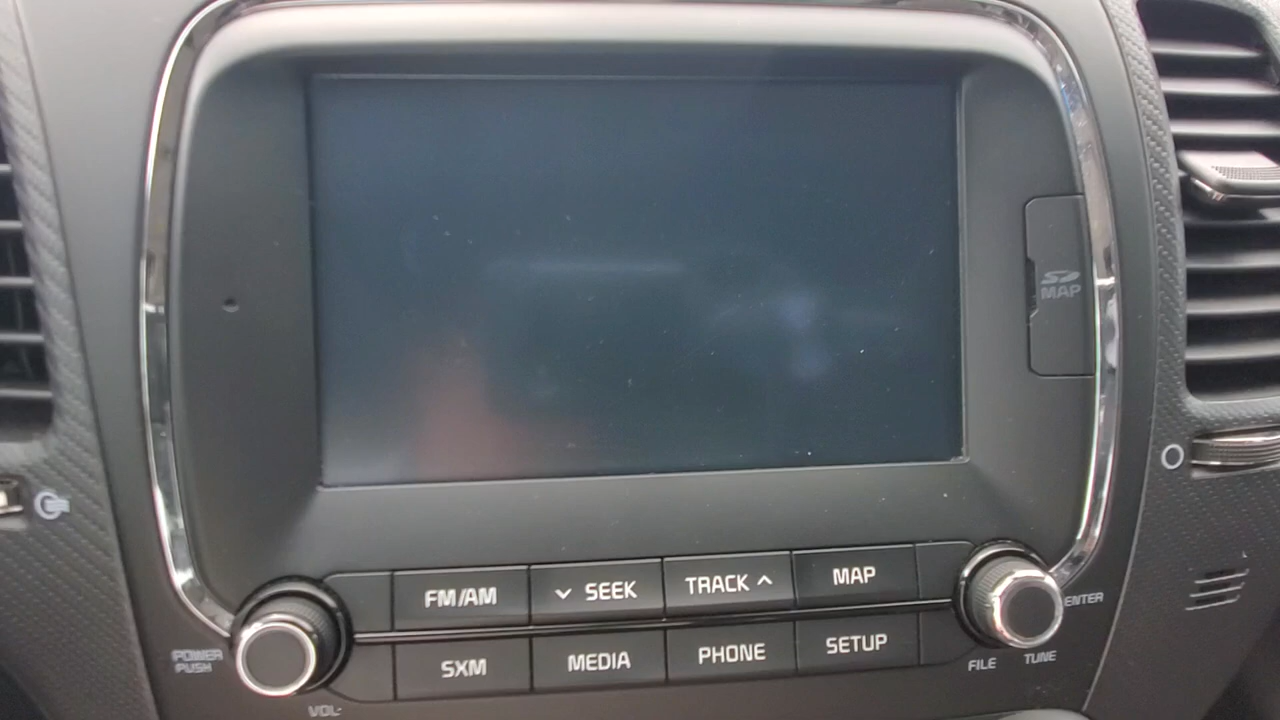 SD
MAP
FM/AM
SEEK
TRACK
MAP
POWER
PUSH
VOL
SXM
MEDIA
PHONE
SETUP
ENTER
FILE
TUNE